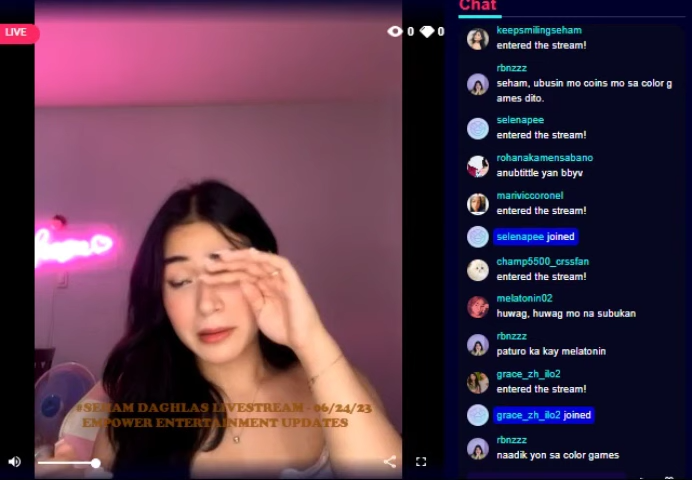 LIVE
0
0
#SEHAM DAGHLAS LIVESTREAM - 06/24/23
EMPOWER ENTERTAINMENT UPDATES
Chat
keepsmilingseham
entered the stream!
rbnzzz
seham, ubusin mo coins mo sa color g
ames dito.
selenapee
entered the stream!
rohanakamensabano
anubtittle yan bbyv
mariviccoronel
entered the stream!
selenapee joined
champ5500_crssfan
entered the stream!
melatonin02
huwag, huwag mo na subukan
rbnzzz
paturo ka kay melatonin
grace_zh_ilo2
entered the stream!
grace_zh_ilo2 joined
rbnzzz
naadik yon sa color games